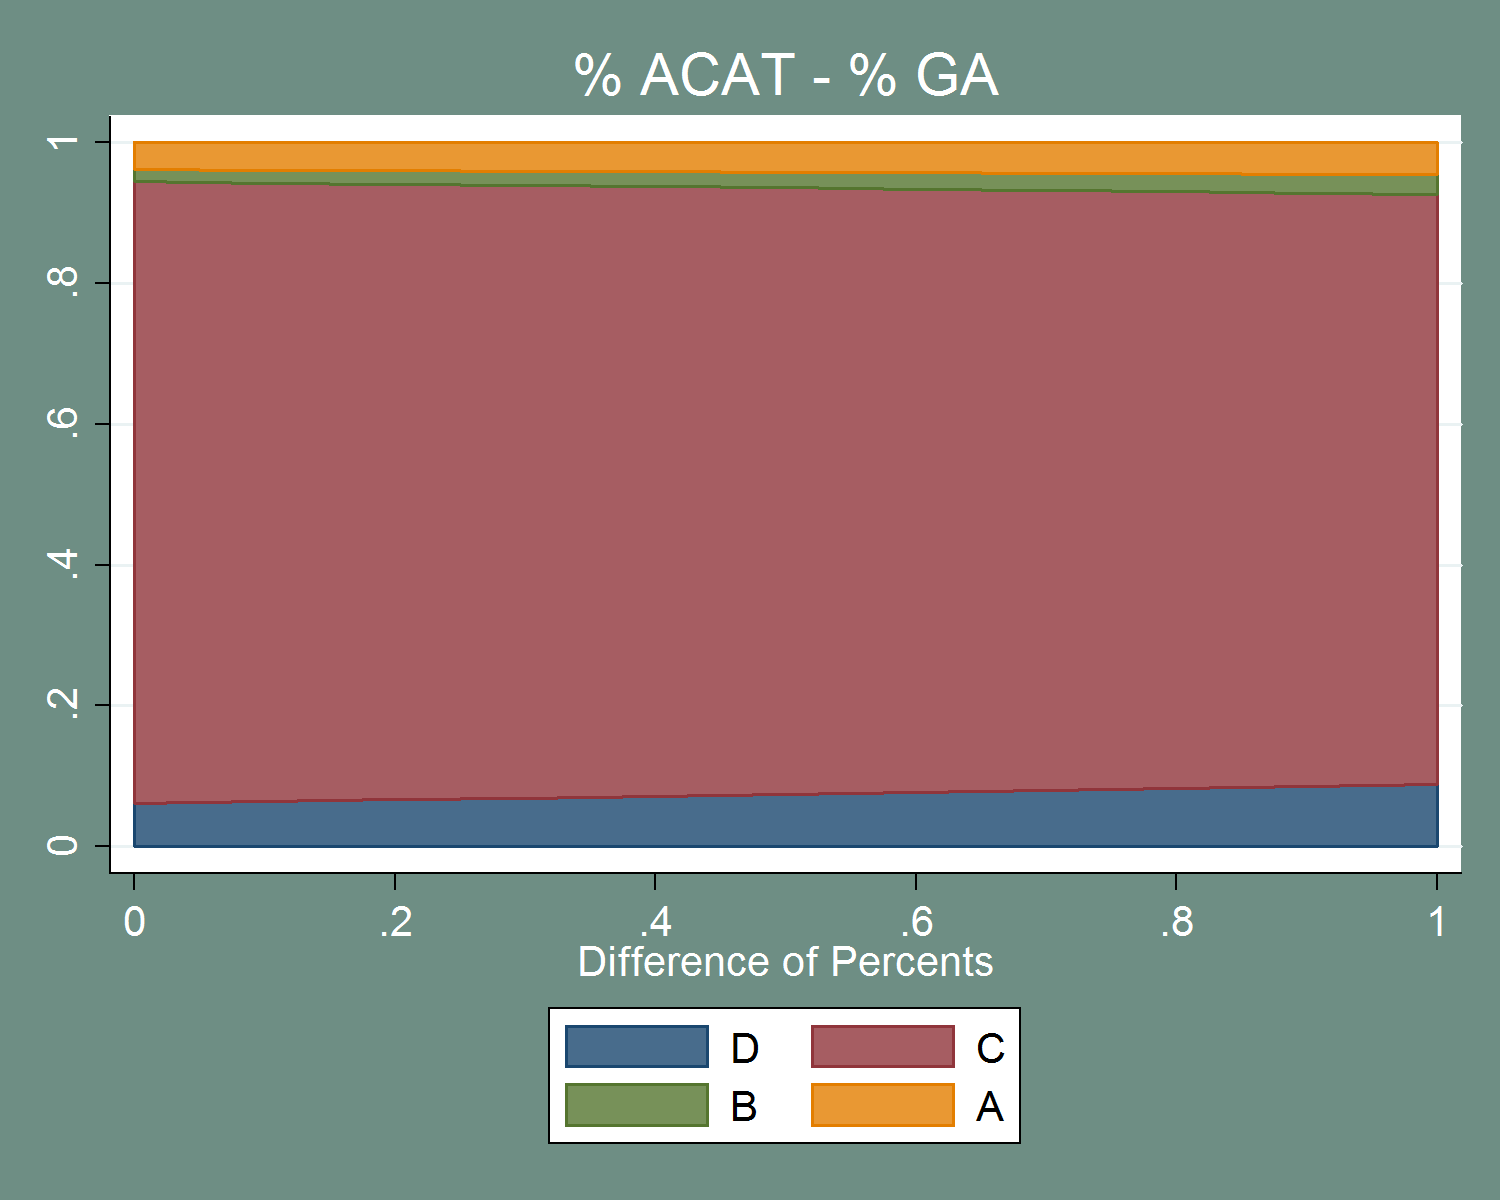 % ACAT - % GA
1
.8
.6
.4
.2
0
0 .2 .4 .6 .8 1
Difference of Percents
D C
B A